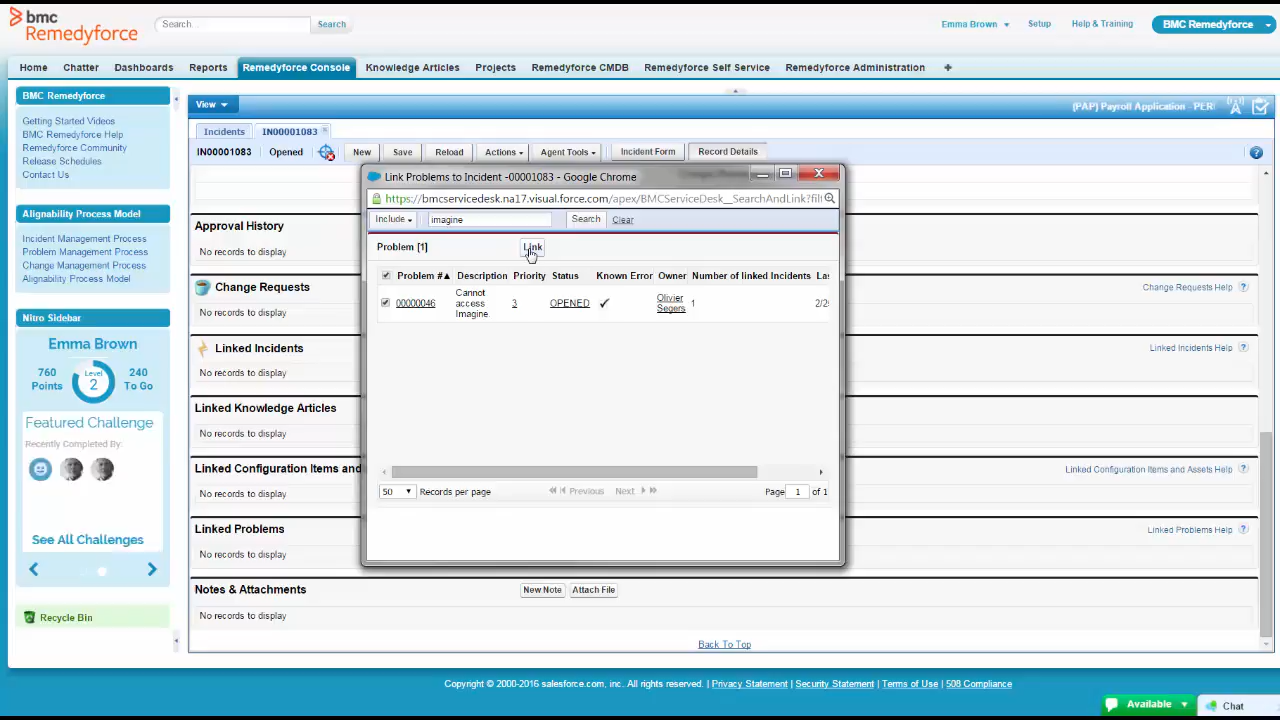 bmc
Remedyforce
Search...
Search
Emma Brown
Setup
Help & Training
BMC Remedyforce
Home
Chatter
Dashboards
Reports
Remedyforce Console
Knowledge Articles
Projects
Remedyforce CMDB
Remedyforce Self Service
Remedyforce Administration
BMC Remedyforce
Getting Started Videos
BMC Remedyforce Help
Remedyforce Community
Release Schedules
Contact Us
Alignability Process Model
Incident Management Process
Problem Management Process
Change Management Process
Alignability Process Model
Nitro Sidebar
Emma Brown
760
Points
Level
2
240
To Go
Featured Challenge
Recently Completed By:
See All Challenges
Recycle Bin
View
(PAP) Payroll Application - PERI
Incidents
IN00001083
IN00001083
Opened
New
Save
Reload
Actions
Agent Tools
Incident Form
Record Details
Approval History
No records to display
Change Requests
Change Requests Help
No records to display
Linked Incidents
Linked Incidents Help
No records to display
Linked Knowledge Articles
No records to display
Linked Configuration Items and
Linked Configuration Items and Assets Help
No records to display
Linked Problems
Linked Problems Help
No records to display
Notes & Attachments
New Note
Attach File
No records to display
Back To Top
Link Problems to Incident -00001083 - Google Chrome
https://bmcservicedesk.na17.visual.force.com/apex/BMCServiceDesk__SearchAndLink?filt
Include
imagine
Search
Clear
Problem [1]
Link
Problem # Description Priority Status Known Error Owner Number of linked Incidents Las
00000046 Cannot access Imagine. 3 OPENED Olivier Segers 1 2/2
50 Records per page
Previous
Next
Page 1 of 1
Copyright © 2000-2016 salesforce.com, inc. All rights reserved. | Privacy Statement | Security Statement | Terms of Use | 508 Compliance
Available
Chat